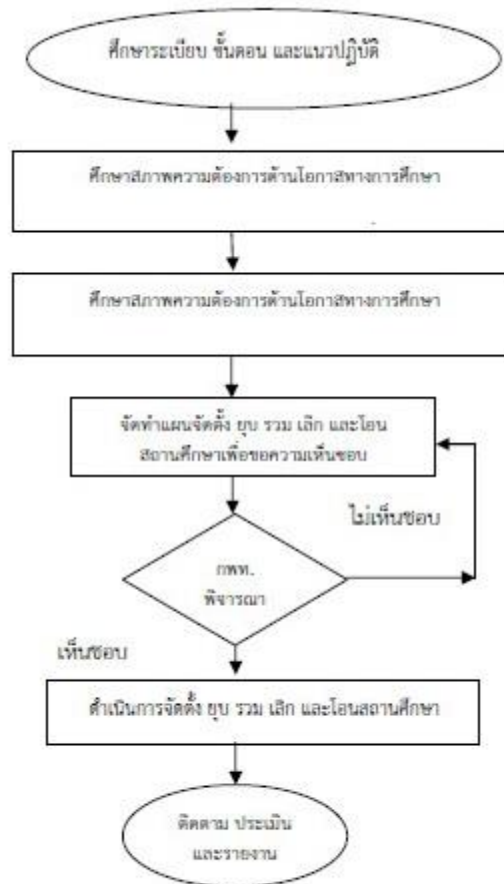 ศึกษาระเบียบ ขั้นตอน และแนวปฏิบัติ
ศึกษาสภาพความต้องการด้านโอกาสทางการศึกษา
ศึกษาสภาพความต้องการด้านโอกาสทางการศึกษา
จัดทำแผนจัดตั้ง ยุบ รวม เลิก และโอน
สถานศึกษาเพื่อขอความเห็นชอบ
ไม่เห็นชอบ
กพท.
พิจารณา
เห็นชอบ
ดำเนินการจัดตั้ง ยุบ รวม เลิก และโอนสถานศึกษา
ติดตาม ประเมิน
และรายงาน